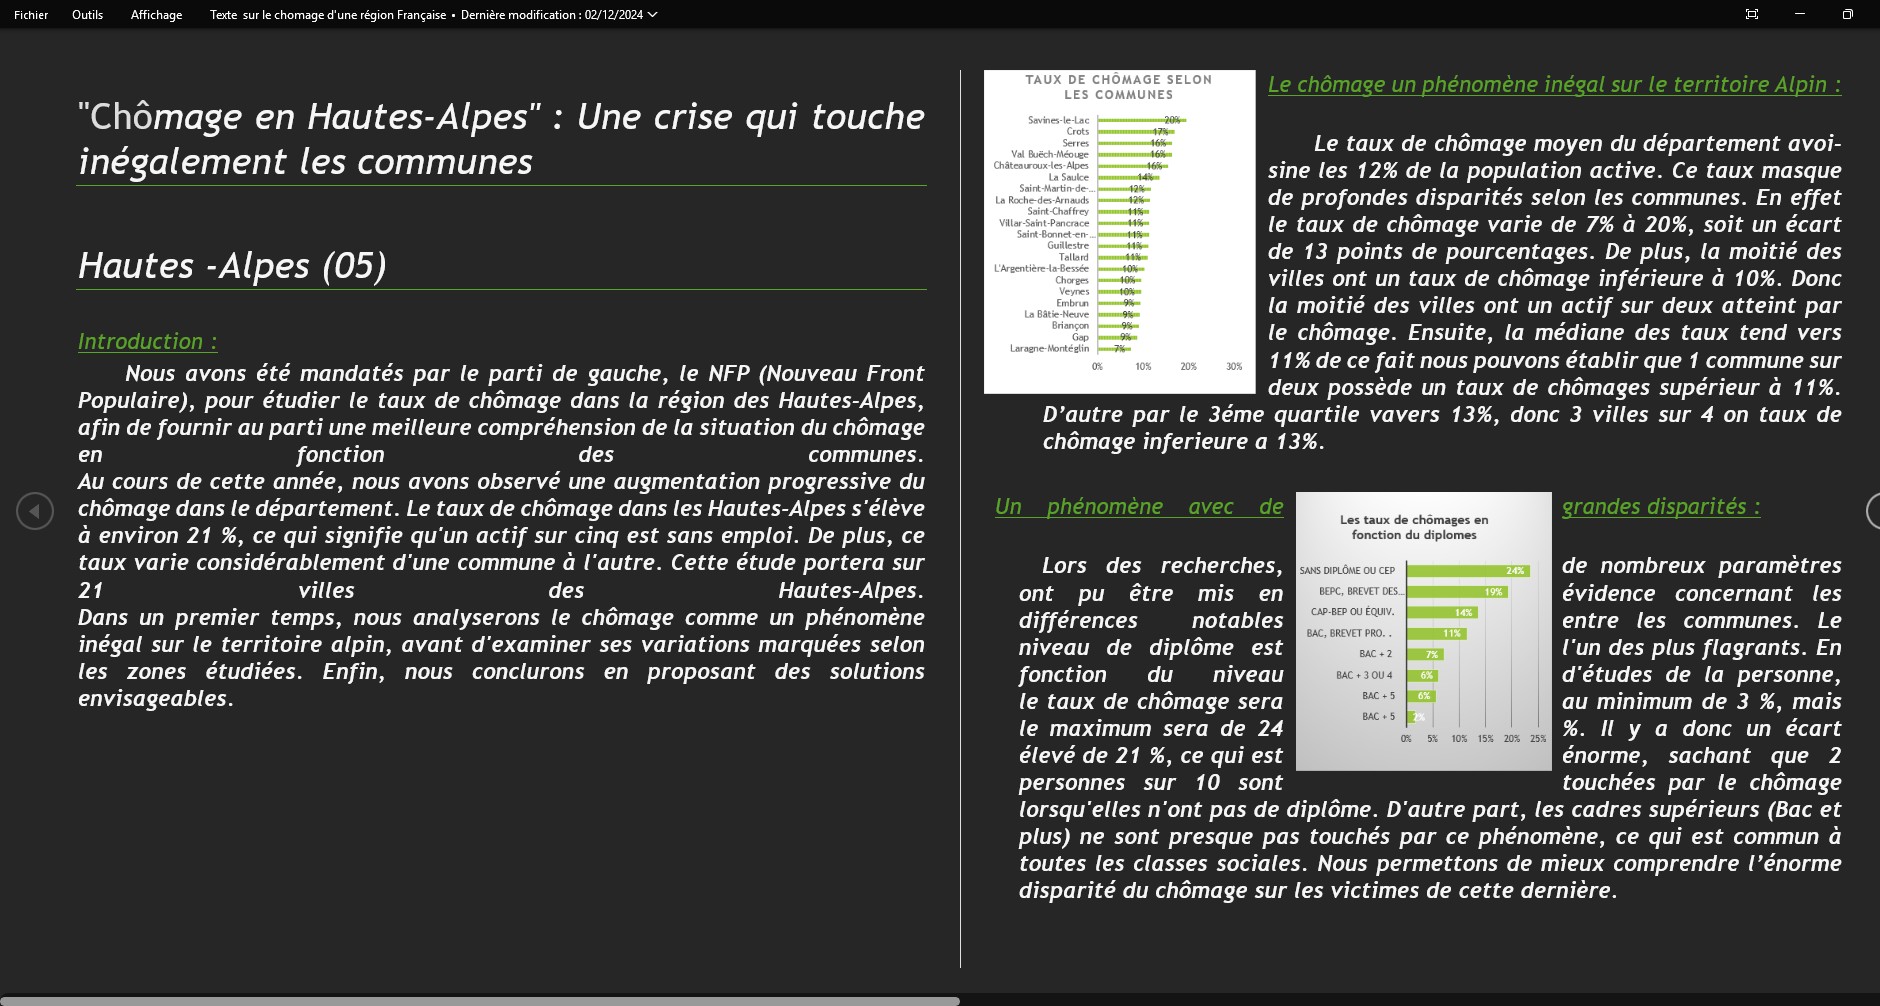 Fichier Outils Affichage Texte sur le chomage d'une région Française • Dernière modification : 02/12/2024
"Chômage en Hautes-Alpes" : Une crise qui touche
inégalement les communes
Hautes -Alpes (05)
Introduction :
Nous avons été mandatés par le parti de gauche, le NFP (Nouveau Front
Populaire), pour étudier le taux de chômage dans la région des Hautes-Alpes,
afin de fournir au parti une meilleure compréhension de la situation du chômage
en fonction des communes.
Au cours de cette année, nous avons observé une augmentation progressive du
chômage dans le département. Le taux de chômage dans les Hautes-Alpes s'élève
à environ 21 %, ce qui signifie qu'un actif sur cinq est sans emploi. De plus, ce
taux varie considérablement d'une commune à l'autre. Cette étude portera sur
21 villes des Hautes-Alpes.
Dans un premier temps, nous analyserons le chômage comme un phénomène
inégal sur le territoire alpin, avant d'examiner ses variations marquées selon
les zones étudiées. Enfin, nous conclurons en proposant des solutions
envisageables.
TAUX DE CHÔMAGE SELON
LES COMMUNES
Savines-le-Lac 20%
Crots 17%
Serres 16%
Val Buëch-Méouge 16%
Châteauroux-les-Alpes 16%
La Saulce 14%
Saint-Martin-de-... 12%
La Roche-des-Arnauds 12%
Saint-Chaffrey 11%
Villar-Saint-Pancrace 11%
Saint-Bonnet-en-... 11%
Guillestre 11%
Tallard 11%
L'Argentière-la-Bessée 10%
Chorges 10%
Veynes 10%
Embrun 9%
La Bâtie-Neuve 9%
Briançon 9%
Gap 9%
Laragne-Montéglin 7%
0% 10% 20% 30%
Le chômage un phénomène inégal sur le territoire Alpin :
Le taux de chômage moyen du département avoi-
sine les 12% de la population active. Ce taux masque
de profondes disparités selon les communes. En effet
le taux de chômage varie de 7% à 20%, soit un écart
de 13 points de pourcentages. De plus, la moitié des
villes ont un taux de chômage inférieure à 10%. Donc
la moitié des villes ont un actif sur deux atteint par
le chômage. Ensuite, la médiane des taux tend vers
11% de ce fait nous pouvons établir que 1 commune sur
deux possède un taux de chômages supérieur à 11%.
D’autre par le 3éme quartile vavers 13%, donc 3 villes sur 4 on taux de
chômage inferieure a 13%.
Un phénomène avec de grandes disparités :
Lors des recherches, de nombreux paramètres
ont pu être mis en évidence concernant les
différences notables entre les communes. Le
niveau de diplôme est l'un des plus flagrants. En
fonction du niveau d'études de la personne,
le taux de chômage sera au minimum de 3 %, mais
le maximum sera de 24 %. Il y a donc un écart
élevé de 21 %, ce qui est énorme, sachant que 2
personnes sur 10 sont touchées par le chômage
lorsqu'elles n'ont pas de diplôme. D'autre part, les cadres supérieurs (Bac et
plus) ne sont presque pas touchés par ce phénomène, ce qui est commun à
toutes les classes sociales. Nous permettons de mieux comprendre l’énorme
disparité du chômage sur les victimes de cette dernière.
Les taux de chômages en
fonction du diplomes
SANS DIPLÔME OU CEP 24%
BEPC, BREVET DES... 19%
CAP-BEP OU ÉQUIV. 14%
BAC, BREVET PRO. . 11%
BAC + 2 7%
BAC + 3 OU 4 6%
BAC + 5 6%
BAC + 5 2%
0% 5% 10% 15% 20% 25%